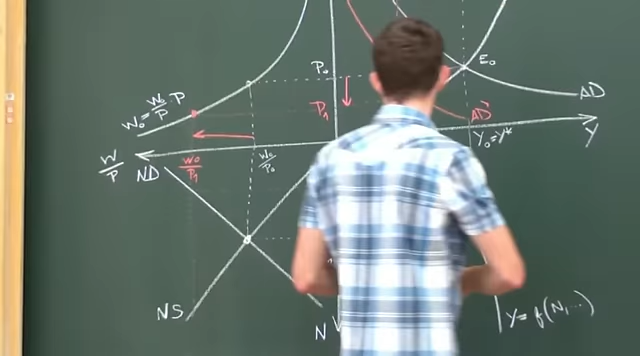 P₀
E₀
W₀ = W₀/P · P
P₁
AD'
AD
W/P
ND
W₀/P₁
W₀/P₀
Y₀=Y*
Y
NS
N
Y = f(N,...)